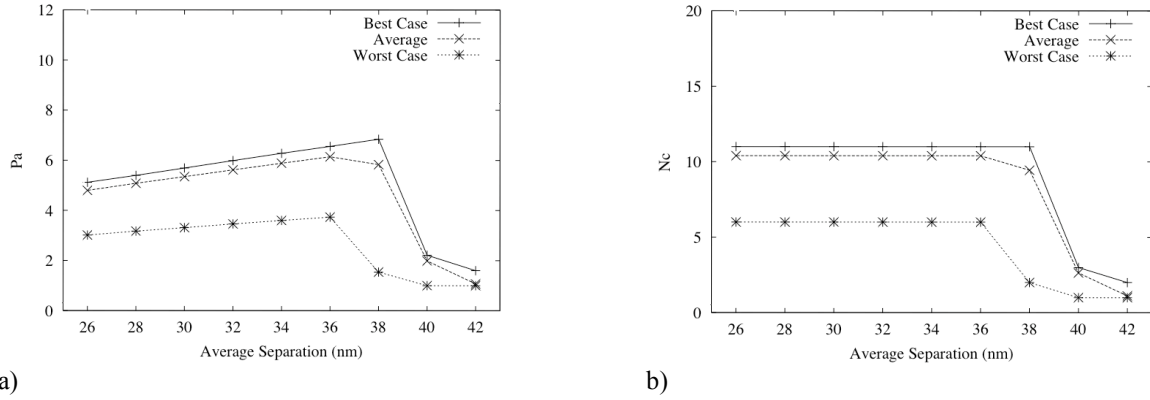 12
10
8
6
4
2
0
Pa
Best Case
Average
Worst Case
26 28 30 32 34 36 38 40 42
Average Separation (nm)
a)
20
15
10
5
0
Nc
Best Case
Average
Worst Case
26 28 30 32 34 36 38 40 42
Average Separation (nm)
b)